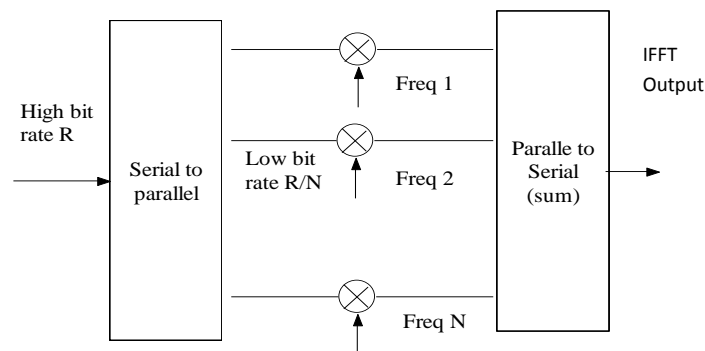 High bit
rate R
Serial to
parallel
Low bit
rate R/N
Freq 1
Freq 2
Freq N
Paralle to
Serial
(sum)
IFFT
Output